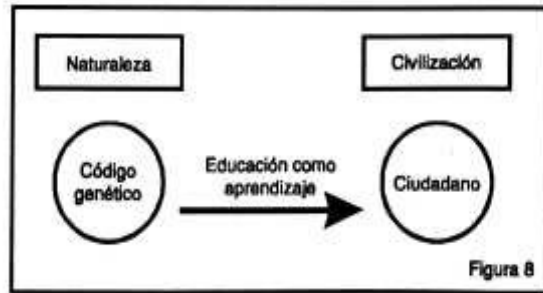 Naturaleza
Civilización
Código
genético
Educación como
aprendizaje
Ciudadano
Figura 8